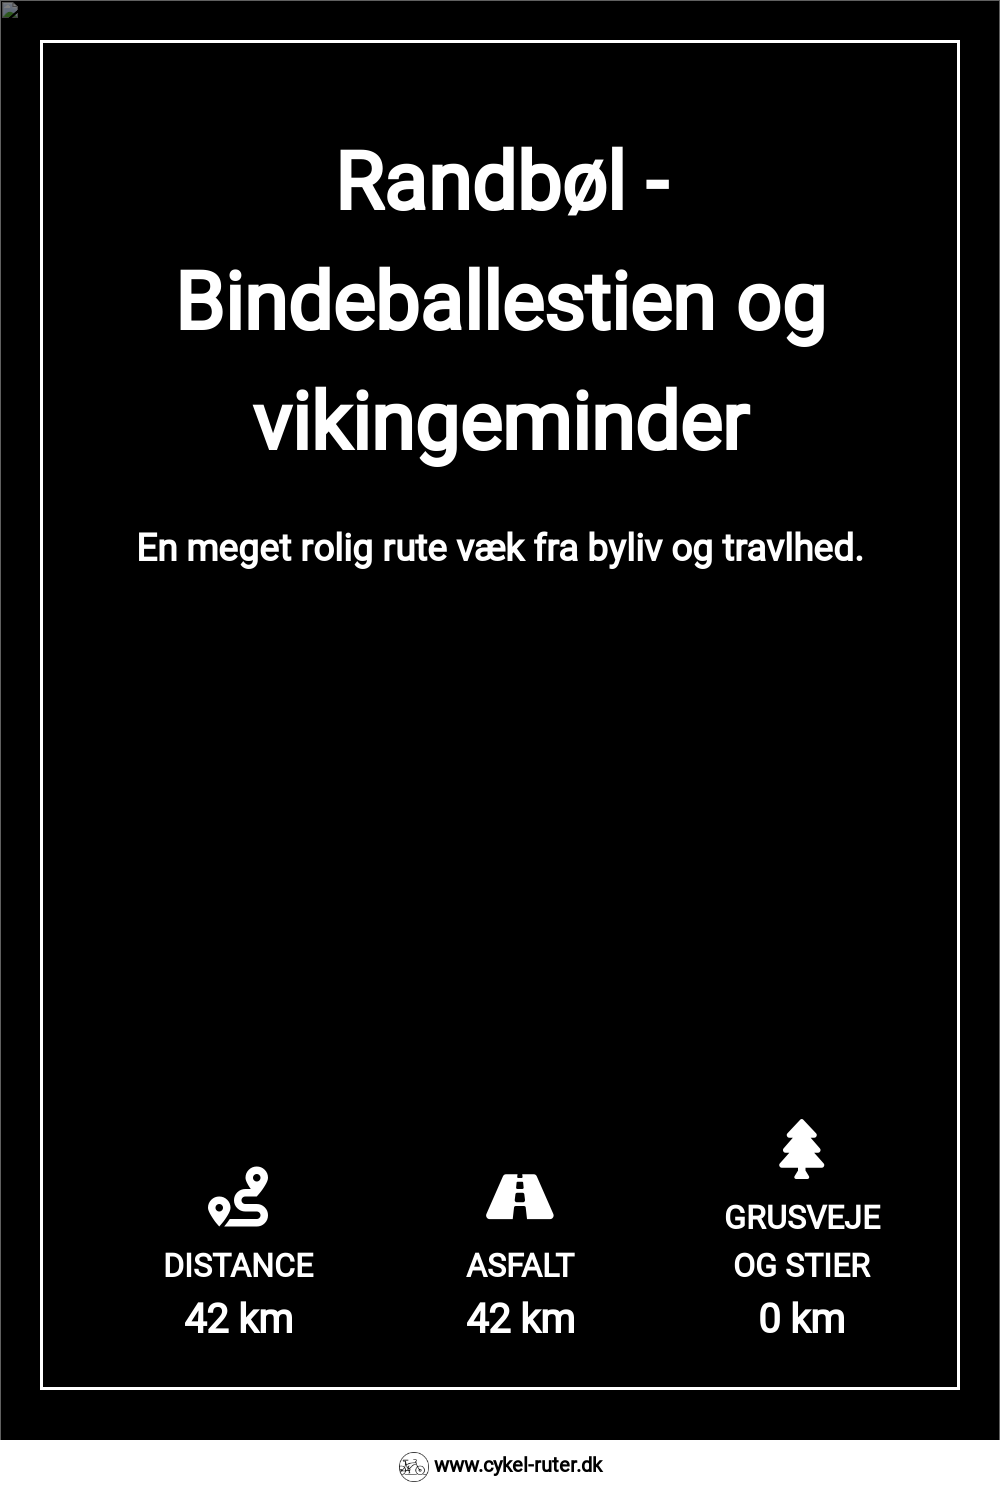 Randbøl -
Bindeballestien og
vikingeminder
En meget rolig rute væk fra byliv og travlhed.
DISTANCE
42 km
ASFALT
42 km
GRUSVEJE
OG STIER
0 km
www.cykel-ruter.dk